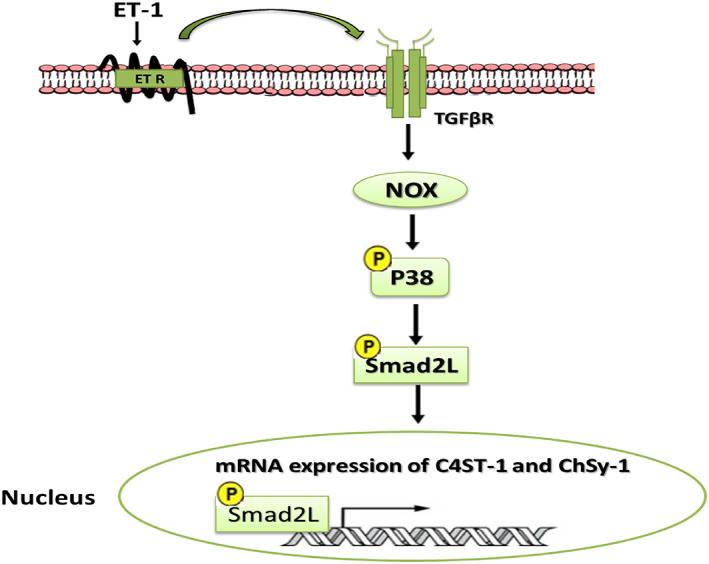 ET-1
ET R
TGFβR
NOX
P
P38
P
Smad2L
mRNA expression of C4ST-1 and ChSy-1
Nucleus
P
Smad2L